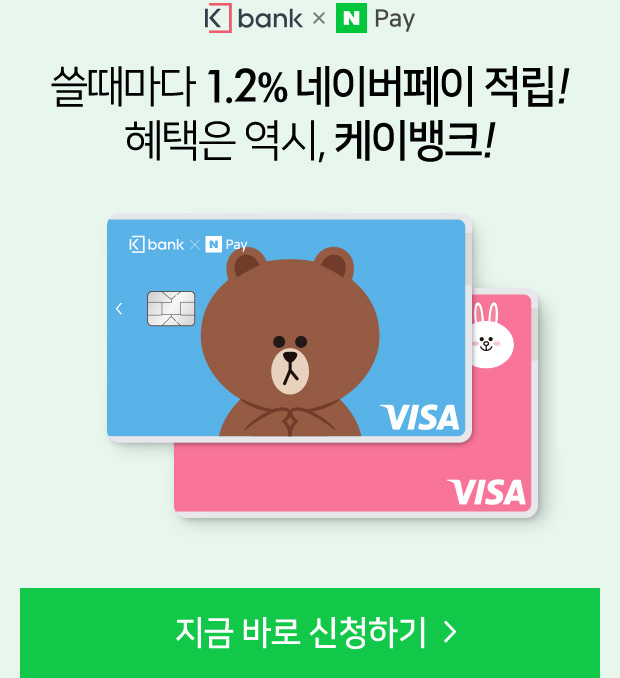 K bank × N Pay
쓸때마다 1.2% 네이버페이 적립!
혜택은 역시, 케이뱅크!
K bank × N Pay
VISA
VISA
지금 바로 신청하기 >